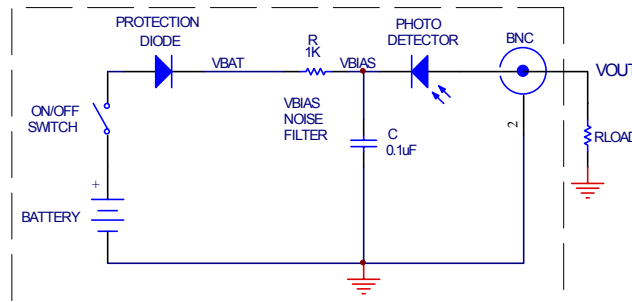 PROTECTION
DIODE
R
1K
PHOTO
DETECTOR
BNC
VBAT
VBIAS
VOUT
ON/OFF
SWITCH
VBIAS
NOISE
FILTER
C
0.1uF
2
RLOAD
+
BATTERY